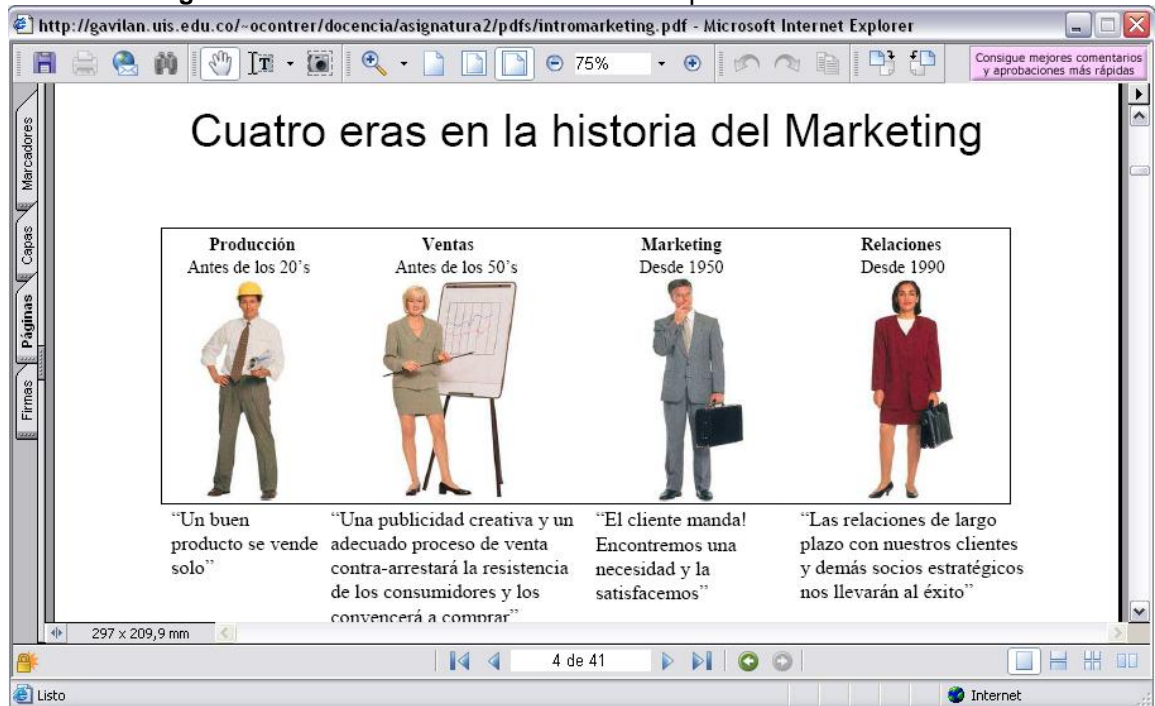 http://gavilan.uis.edu.co/~ocontrer/docencia/asignatura2/pdfs/intromarketing.pdf - Microsoft Internet Explorer
75%
Consigue mejores comentarios
y aprobaciones más rápidas
Marcadores
Capas
Páginas
Firmas
Cuatro eras en la historia del Marketing
Producción
Antes de los 20's
Ventas
Antes de los 50's
Marketing
Desde 1950
Relaciones
Desde 1990
“Un buen
producto se vende
solo”
“Una publicidad creativa y un
adecuado proceso de venta
contra-arrestará la resistencia
de los consumidores y los
convencerá a comprar”
“El cliente manda!
Encontremos una
necesidad y la
satisfacemos”
“Las relaciones de largo
plazo con nuestros clientes
y demás socios estratégicos
nos llevarán al éxito”
297 x 209,9 mm
4 de 41
Listo
Internet